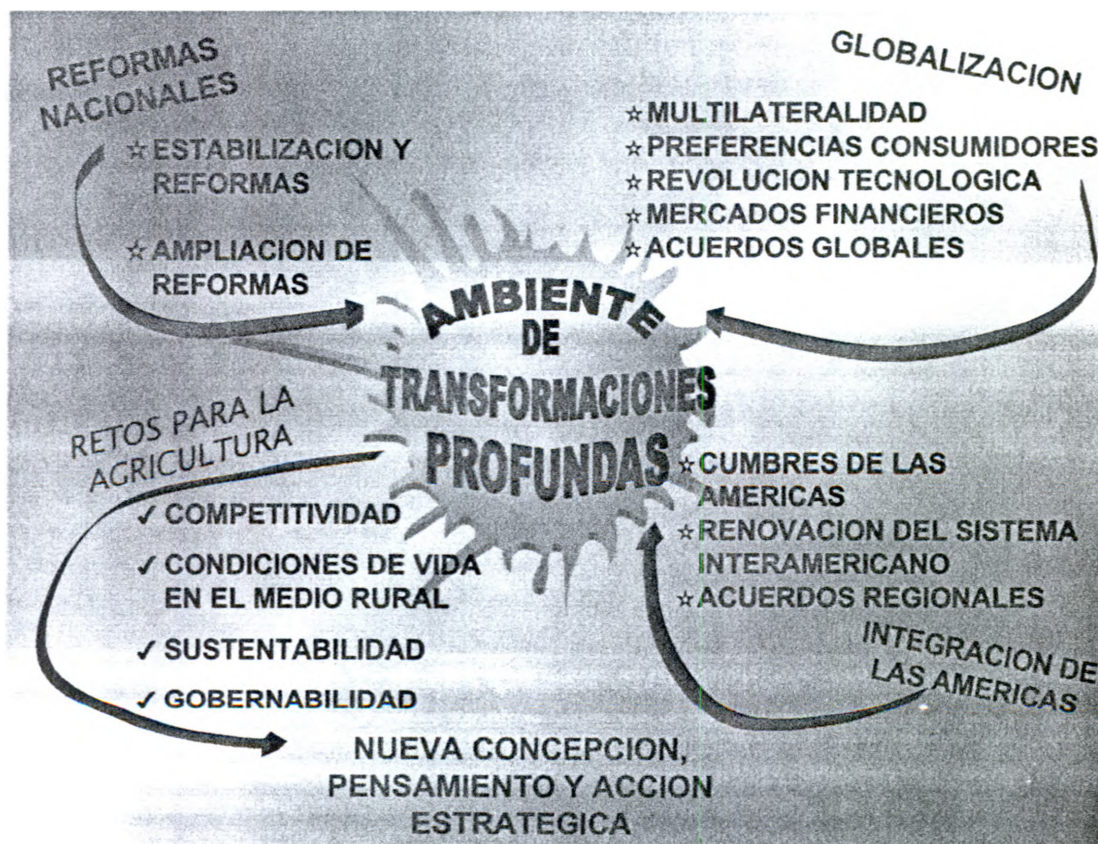 REFORMAS
NACIONALES
☆ ESTABILIZACION Y
REFORMAS
☆ AMPLIACION DE
REFORMAS
GLOBALIZACION
☆ MULTILATERALIDAD
☆ PREFERENCIAS CONSUMIDORES
☆ REVOLUCION TECNOLOGICA
☆ MERCADOS FINANCIEROS
☆ ACUERDOS GLOBALES
AMBIENTE
DE
TRANSFORMACIONES
PROFUNDAS
RETOS PARA LA
AGRICULTURA
✓ COMPETITIVIDAD
✓ CONDICIONES DE VIDA
EN EL MEDIO RURAL
✓ SUSTENTABILIDAD
✓ GOBERNABILIDAD
☆ CUMBRES DE LAS
AMERICAS
☆ RENOVACION DEL SISTEMA
INTERAMERICANO
☆ ACUERDOS REGIONALES
INTEGRACION DE
LAS AMERICAS
NUEVA CONCEPCION,
PENSAMIENTO Y ACCION
ESTRATEGICA